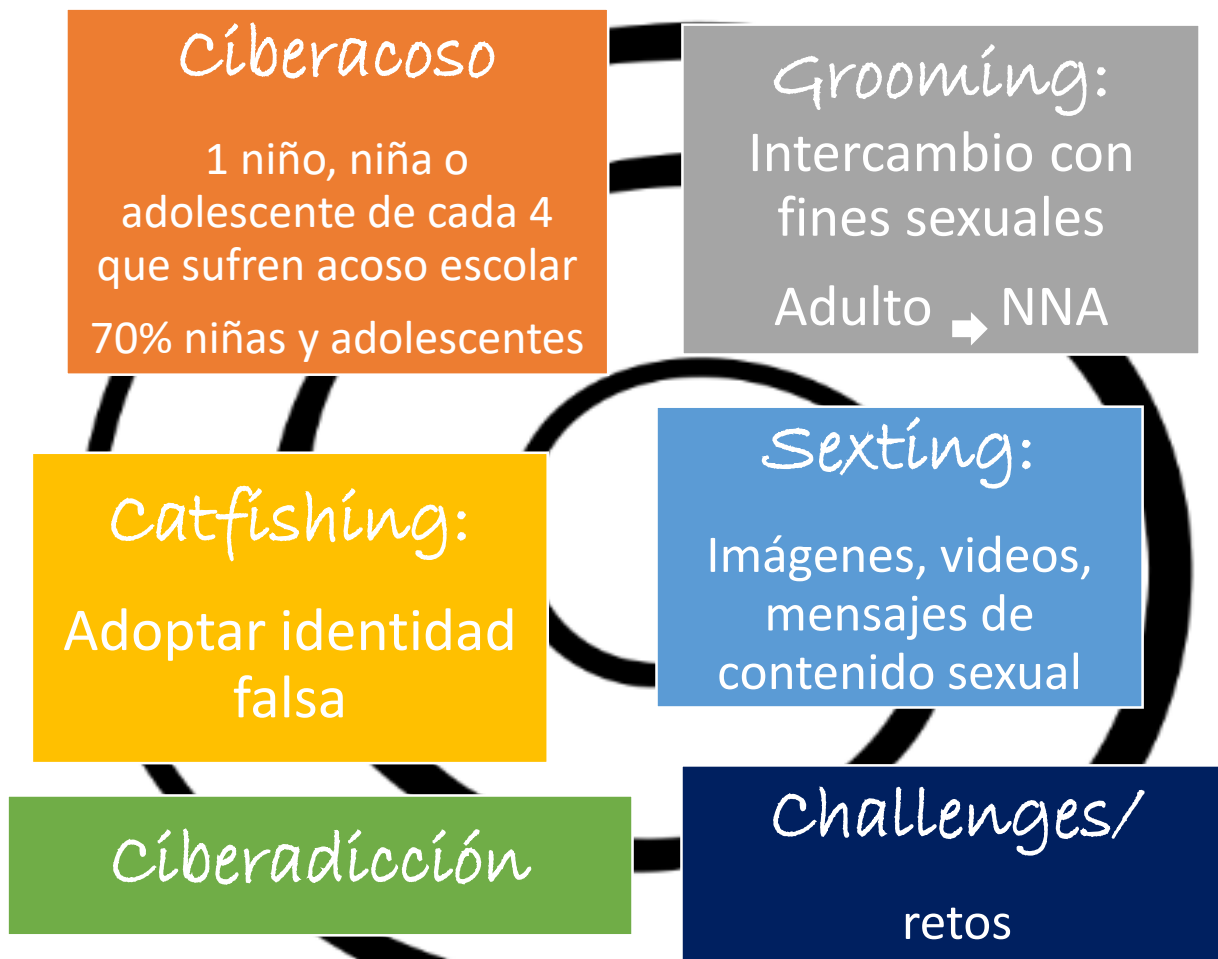 Ciberacoso
1 niño, niña o
adolescente de cada 4
que sufren acoso escolar
70% niñas y adolescentes
Grooming:
Intercambio con
fines sexuales
Adulto NNA
Catfishing:
Adoptar identidad
falsa
Sexting:
Imágenes, videos,
mensajes de
contenido sexual
Ciberadicción
Challenges/
retos